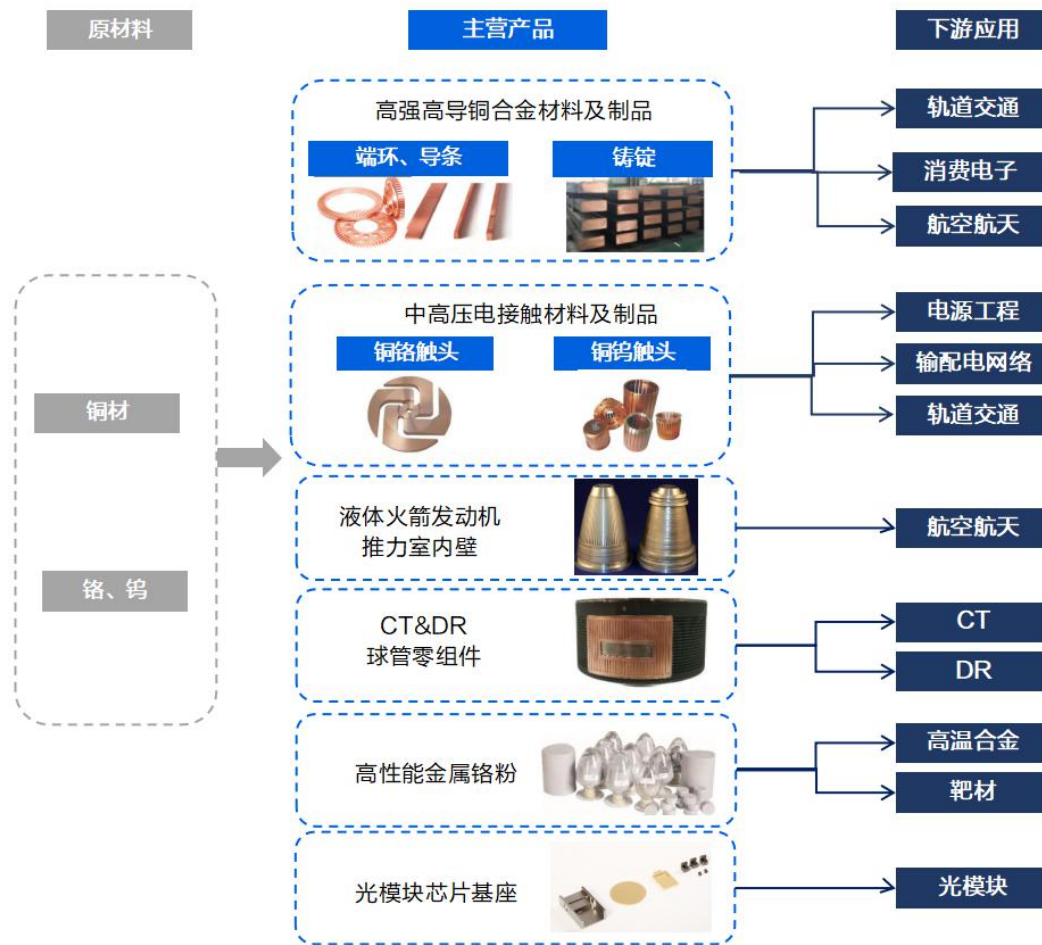 原材料
主营产品
下游应用
高强高导铜合金材料及制品
端环、导条
铸锭
轨道交通
消费电子
航空航天
铜材
铬、钨
中高压电接触材料及制品
铜铬触头
铜钨触头
电源工程
输配电网络
轨道交通
液体火箭发动机
推力室内壁
航空航天
CT&DR
球管零组件
CT
DR
高性能金属铬粉
高温合金
靶材
光模块芯片基座
光模块